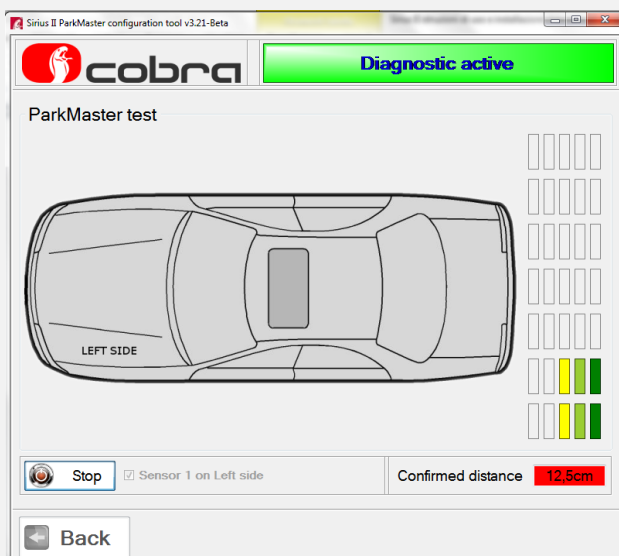 Sirius II ParkMaster configuration tool v3.21-Beta
cobra
Diagnostic active
ParkMaster test
LEFT SIDE
Stop
Sensor 1 on Left side
Confirmed distance
12,5cm
Back